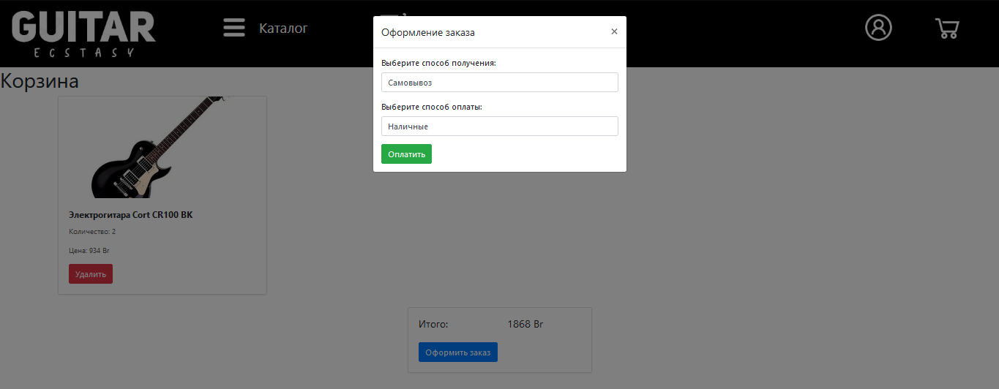 GUITAR
ECSTASY
Каталог
Оформление заказа
×
Выберите способ получения:
Самовывоз
Выберите способ оплаты:
Наличные
Оплатить
Корзина
Электрогитара Cort CR100 BK
Количество: 2
Цена: 934 Br
Удалить
Итого: 1868 Br
Оформить заказ